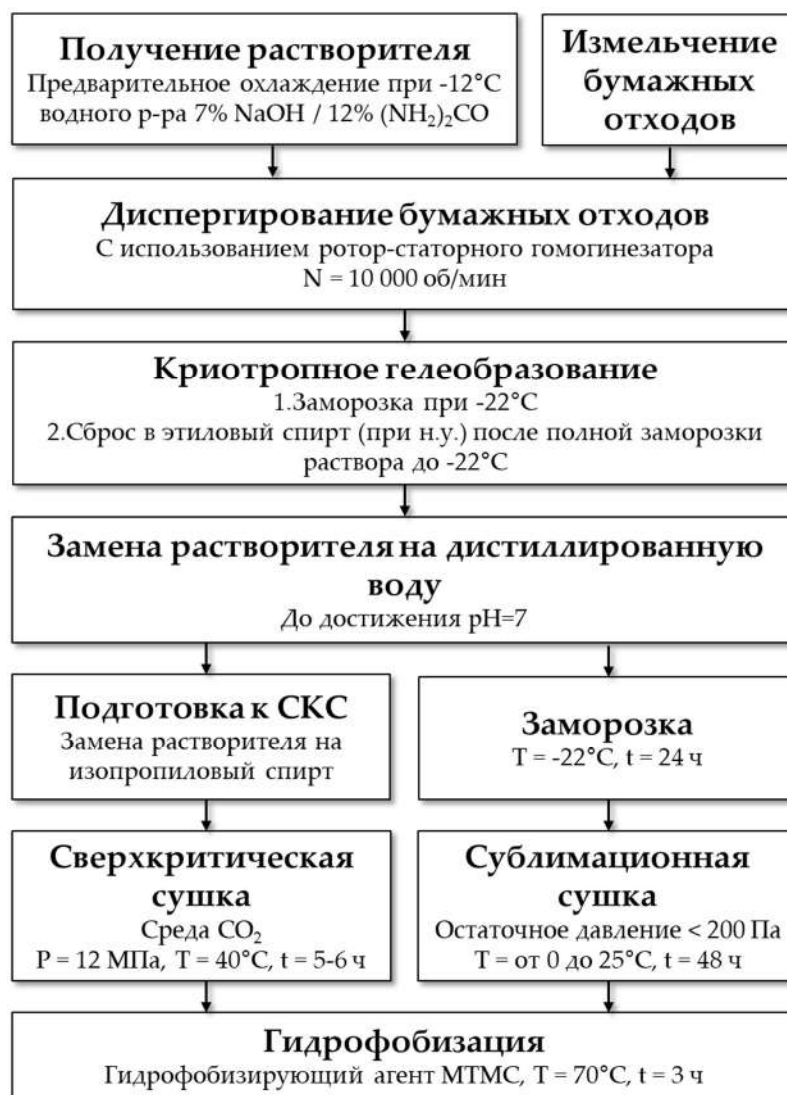 Получение растворителя
Предварительное охлаждение при -12°C
водного р-ра 7% NaOH / 12% (NH₂)₂CO
Измельчение
бумажных
отходов
Диспергирование бумажных отходов
С использованием ротор-статорного гомогинезатора
N = 10 000 об/мин
Криотропное гелеобразование
1.Заморозка при -22°C
2.Сброс в этиловый спирт (при н.у.) после полной заморозки
раствора до -22°C
Замена растворителя на дистиллированную
воду
До достижения pH=7
Подготовка к СКС
Замена растворителя на
изопропиловый спирт
Заморозка
T = -22°C, t = 24 ч
Сверхкритическая
сушка
Среда CO₂
P = 12 МПа, T = 40°C, t = 5-6 ч
Сублимационная
сушка
Остаточное давление < 200 Па
T = от 0 до 25°C, t = 48 ч
Гидрофобизация
Гидрофобизирующий агент МТМС, T = 70°C, t = 3 ч